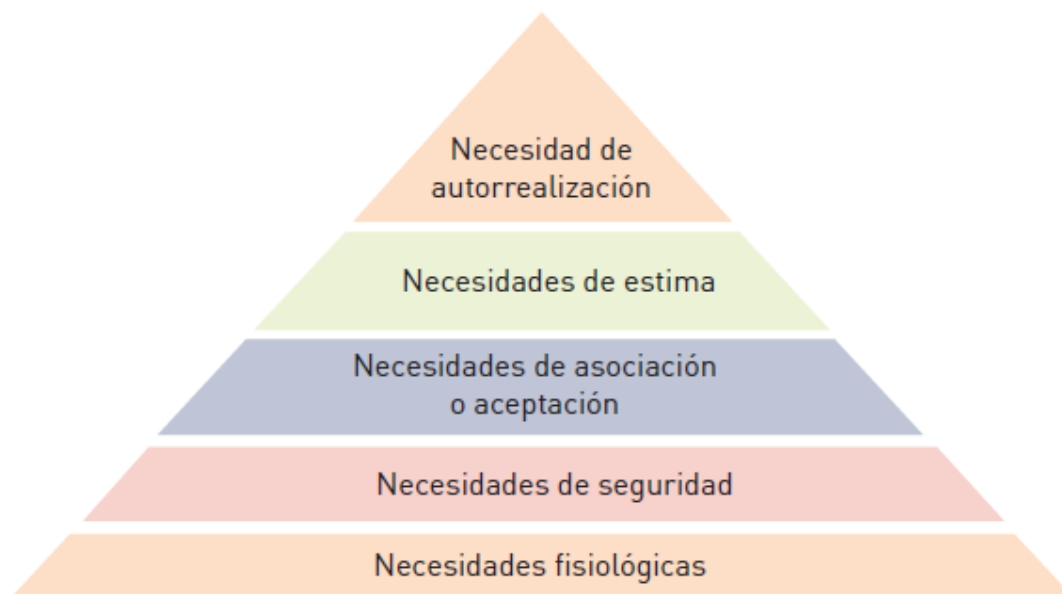 Necesidad de
autorrealización
Necesidades de estima
Necesidades de asociación
o aceptación
Necesidades de seguridad
Necesidades fisiológicas